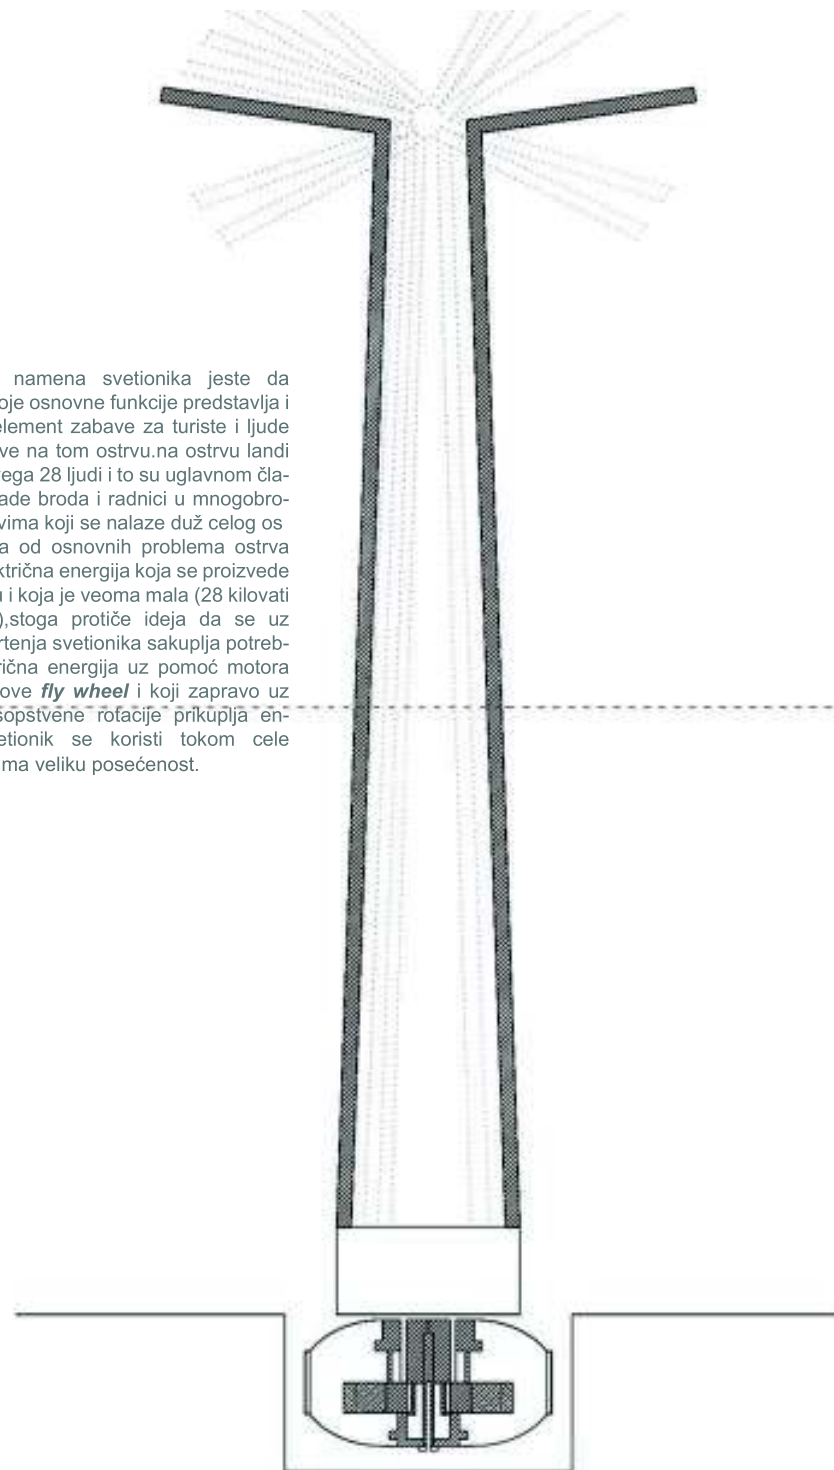 namena svetionika jeste da
oje osnovne funkcije predstavlja i
element zabave za turiste i ljude
ve na tom ostrvu.na ostrvu landi
vega 28 ljudi i to su uglavnom čla-
ade broda i radnici u mnogobro-
vima koji se nalaze duž celog os
a od osnovnih problema ostrva
ktrična energija koja se proizvede
u i koja je veoma mala (28 kilovati
),stoga protiče ideja da se uz
rtenja svetionika sakuplja potreb-
rična energija uz pomoć motora
ove fly wheel i koji zapravo uz
sopstvene rotacije prikuplja en-
etionik se koristi tokom cele
ma veliku posećenost.